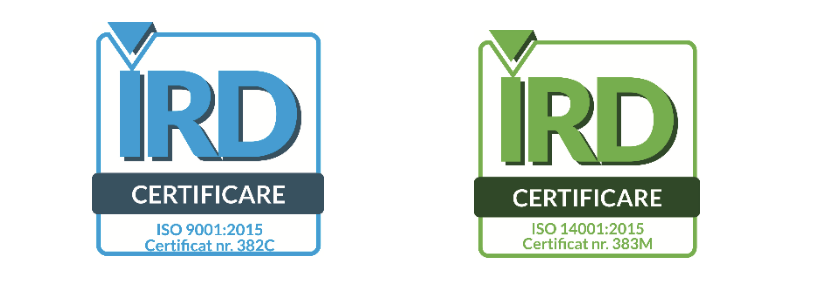 IRD
CERTIFICARE
ISO 9001:2015
Certificat nr. 382C
IRD
CERTIFICARE
ISO 14001:2015
Certificat nr. 383M